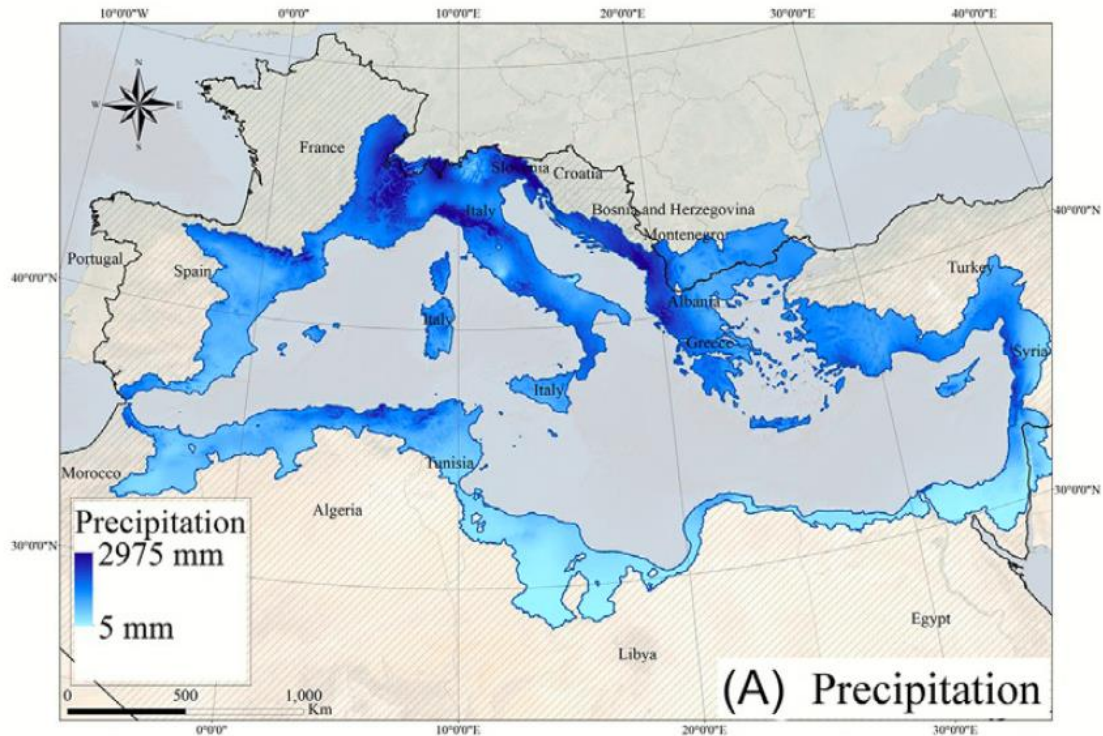 10°0'0"W 0°0'0" 10°0'0"E 20°0'0"E 30°0'0"E 40°0'0"E
N
W E
S
France
Slovenia
Croatia
Italy
Bosnia and Herzegovina
Montenegro
40°0'0"N
Portugal
Spain
Turkey
40°0'0"N
Albania
Italy
Greece
Syria
Italy
Morocco
Tunisia
30°0'0"N
Algeria
Precipitation
2975 mm
5 mm
30°0'0"N
Egypt
Libya
0 500 1,000
Km
(A) Precipitation
0°0'0" 10°0'0"E 20°0'0"E 30°0'0"E